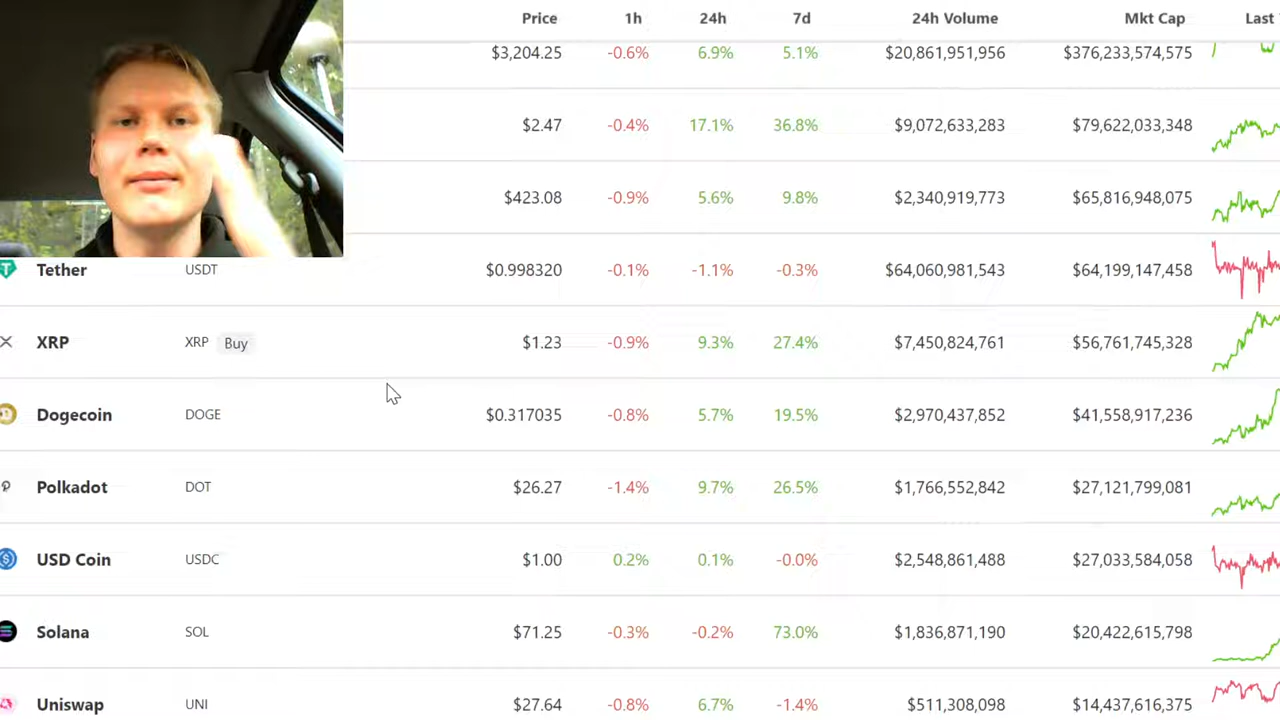 Price 1h 24h 7d 24h Volume Mkt Cap Last
$3,204.25 -0.6% 6.9% 5.1% $20,861,951,956 $376,233,574,575
$2.47 -0.4% 17.1% 36.8% $9,072,633,283 $79,622,033,348
$423.08 -0.9% 5.6% 9.8% $2,340,919,773 $65,816,948,075
Tether USDT $0.998320 -0.1% -1.1% -0.3% $64,060,981,543 $64,199,147,458
XRP XRP Buy $1.23 -0.9% 9.3% 27.4% $7,450,824,761 $56,761,745,328
Dogecoin DOGE $0.317035 -0.8% 5.7% 19.5% $2,970,437,852 $41,558,917,236
Polkadot DOT $26.27 -1.4% 9.7% 26.5% $1,766,552,842 $27,121,799,081
USD Coin USDC $1.00 0.2% 0.1% -0.0% $2,548,861,488 $27,033,584,058
Solana SOL $71.25 -0.3% -0.2% 73.0% $1,836,871,190 $20,422,615,798
Uniswap UNI $27.64 -0.8% 6.7% -1.4% $511,308,098 $14,437,616,375